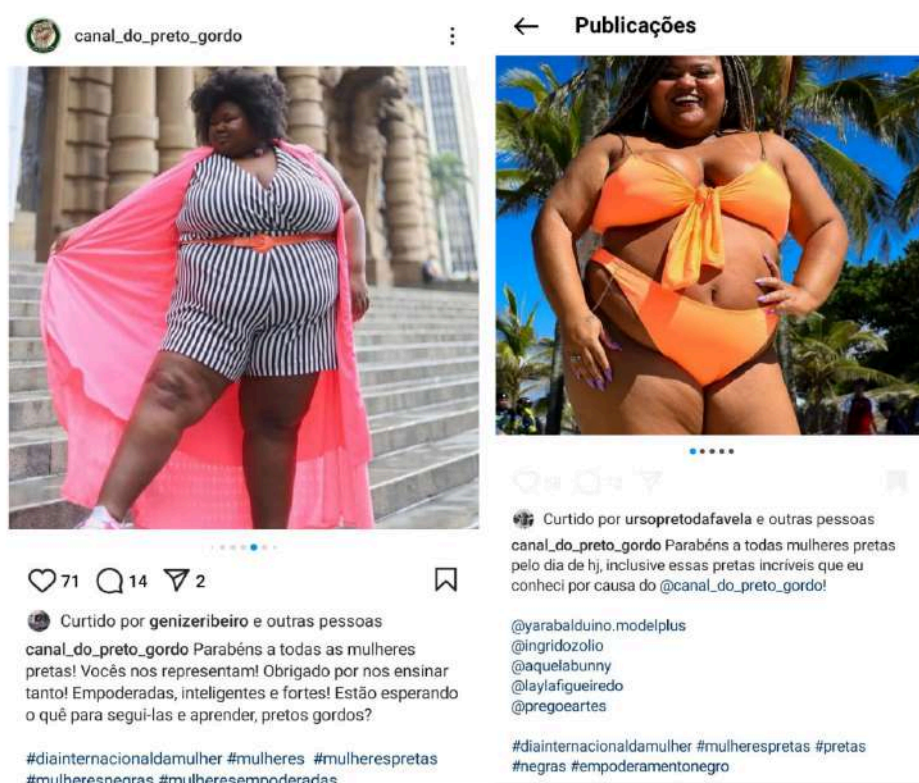 canal_do_preto_gordo
71 14 2
Curtido por genizeribeiro e outras pessoas
canal_do_preto_gordo Parabéns a todas as mulheres
pretas! Vocês nos representam! Obrigado por nos ensinar
tanto! Empoderadas, inteligentes e fortes! Estão esperando
o quê para segui-las e aprender, pretos gordos?
#diainternacionaldamulher #mulheres #mulherespretas
#mulheresnegras #mulheresempoderadas
Publicações
Curtido por ursopretodafavela e outras pessoas
canal_do_preto_gordo Parabéns a todas mulheres pretas
pelo dia de hj, inclusive essas pretas incríveis que eu
conheci por causa do @canal_do_preto_gordo!
@yarabalduino.modelplus
@ingridozolio
@aquelabunny
@laylafigueiredo
@pregoeartes
#diainternacionaldamulher #mulherespretas #pretas
#negras #empoderamentonegro